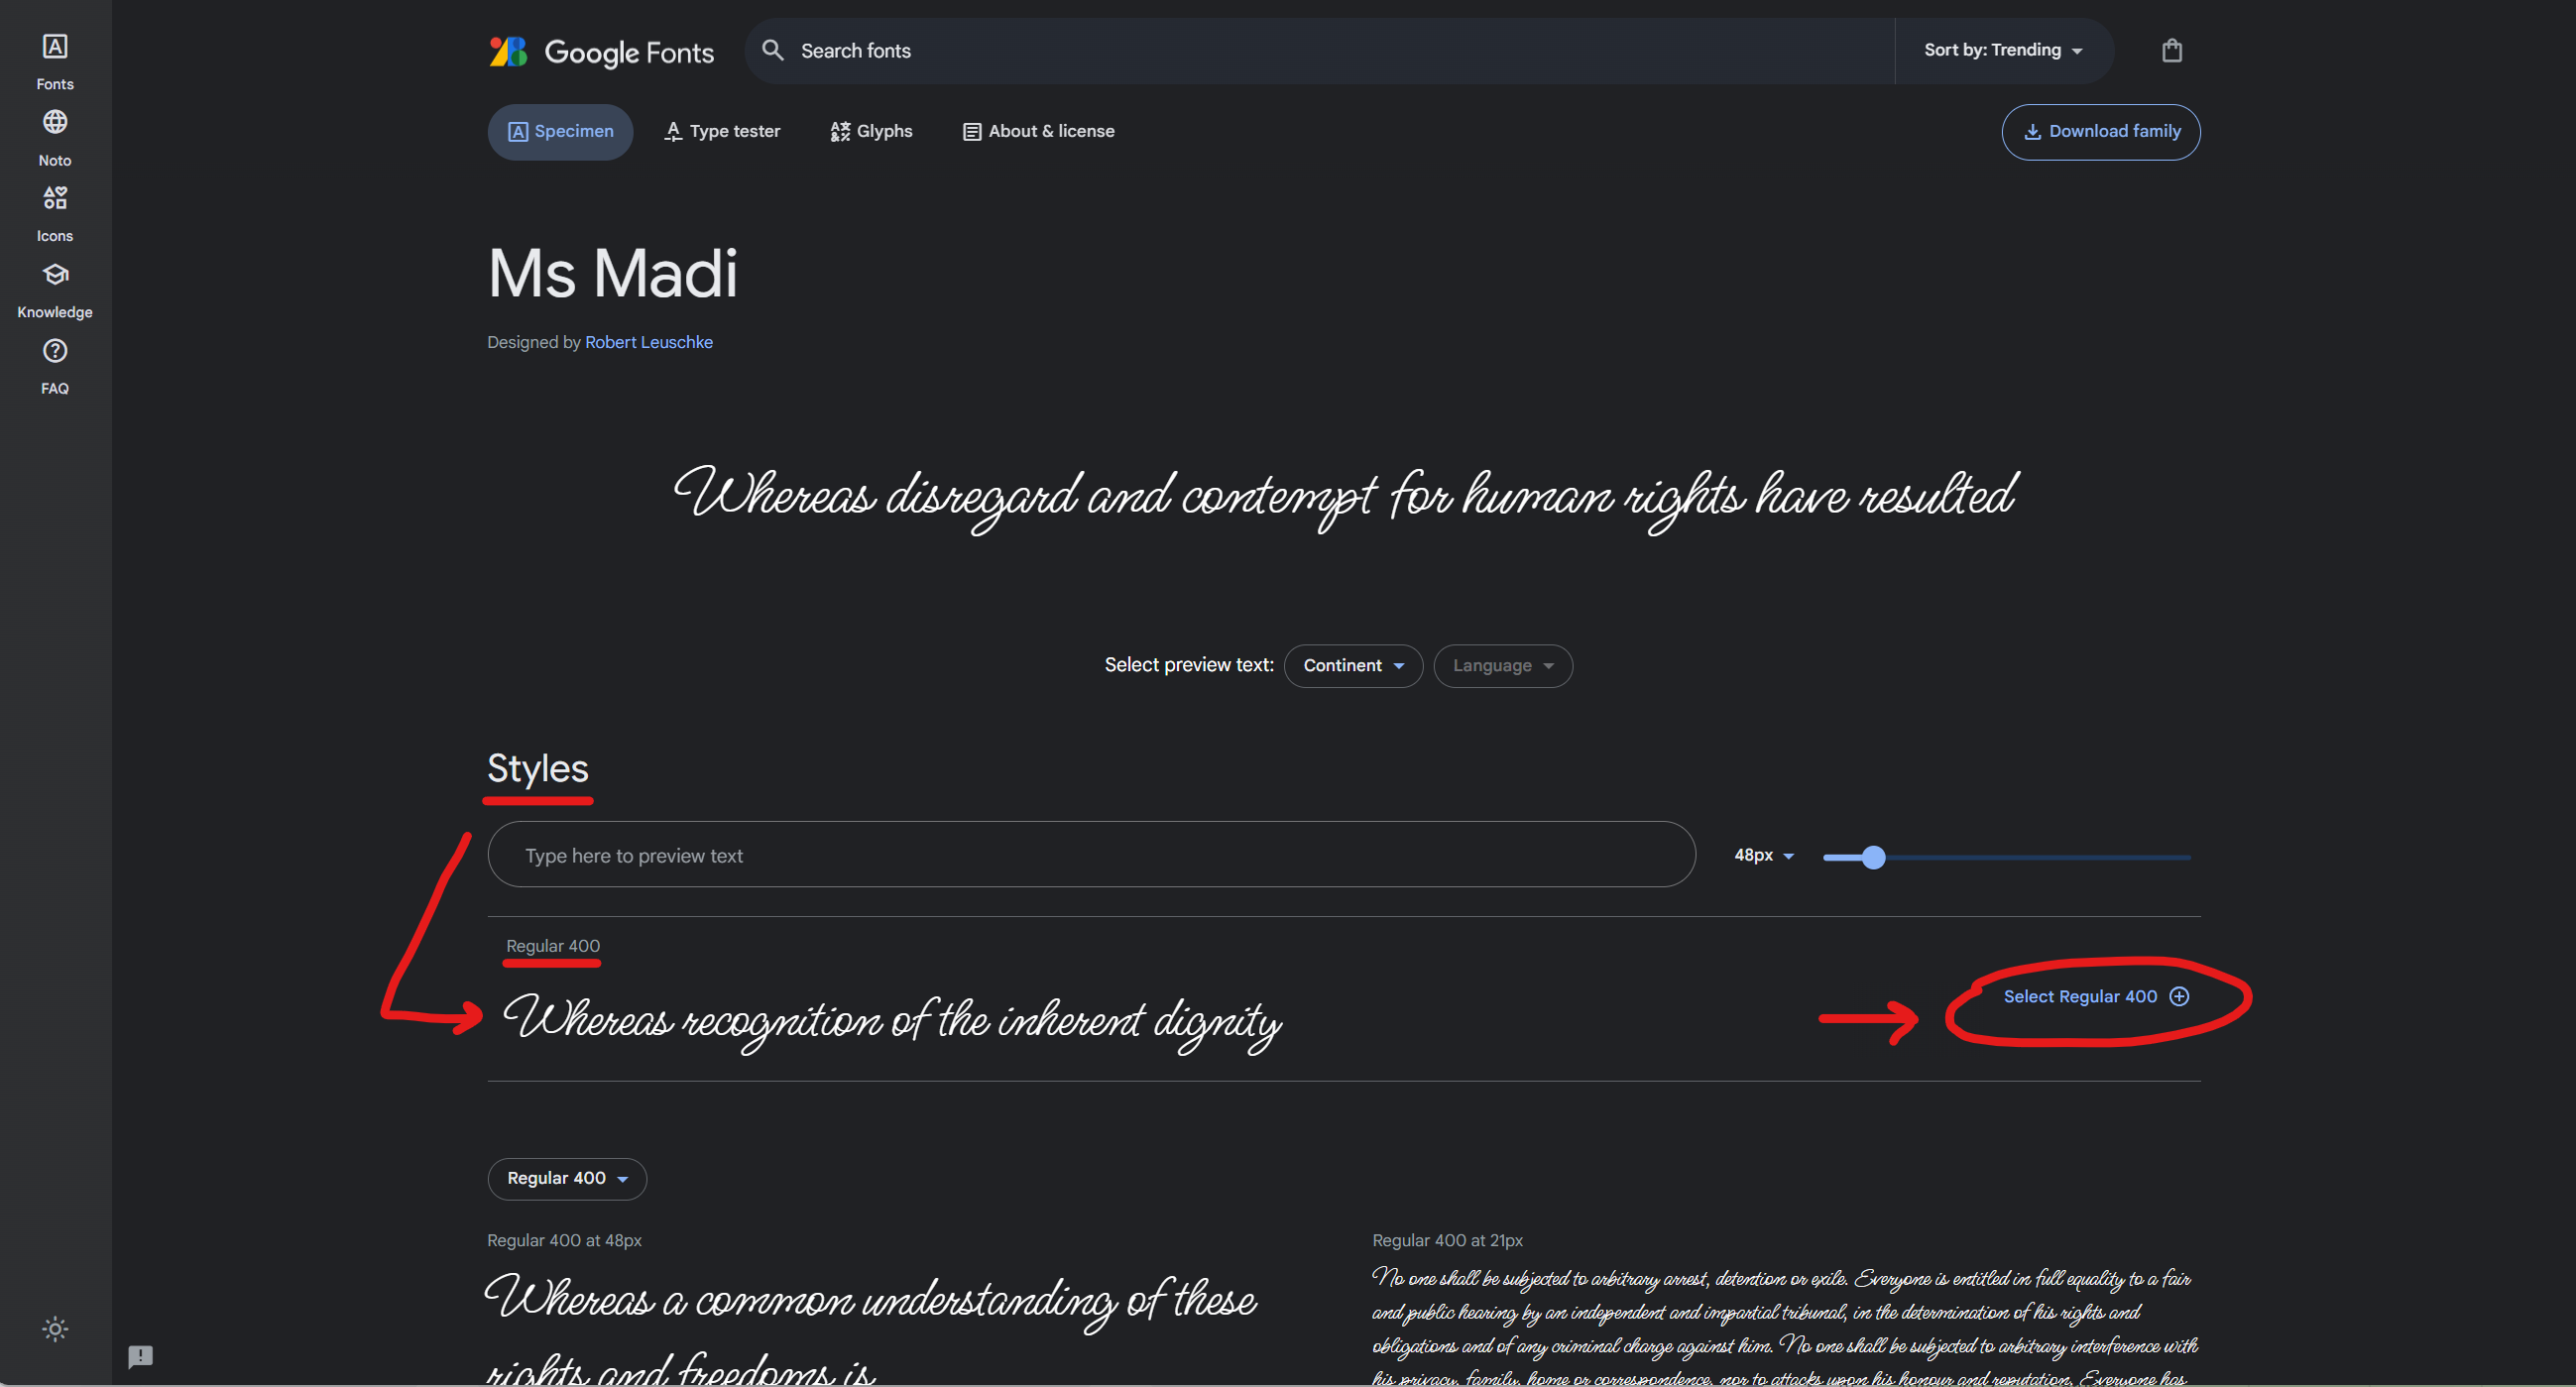 Fonts
Noto
Icons
Knowledge
FAQ
Google Fonts
Search fonts
Sort by: Trending
Specimen
Type tester
Glyphs
About & license
Download family
Ms Madi
Designed by Robert Leuschke
Whereas disregard and contempt for human rights have resulted
Select preview text:
Continent
Language
Styles
Type here to preview text
48px
Regular 400
Whereas recognition of the inherent dignity
Select Regular 400
Regular 400
Regular 400 at 48px
Whereas a common understanding of these
rights and freedoms is
Regular 400 at 21px
No one shall be subjected to arbitrary arrest, detention or exile. Everyone is entitled in full equality to a fair
and public hearing by an independent and impartial tribunal, in the determination of his rights and
obligations and of any criminal charge against him. No one shall be subjected to arbitrary interference with
his privacy, family, home or correspondence, nor to attacks upon his honour and reputation. Everyone has